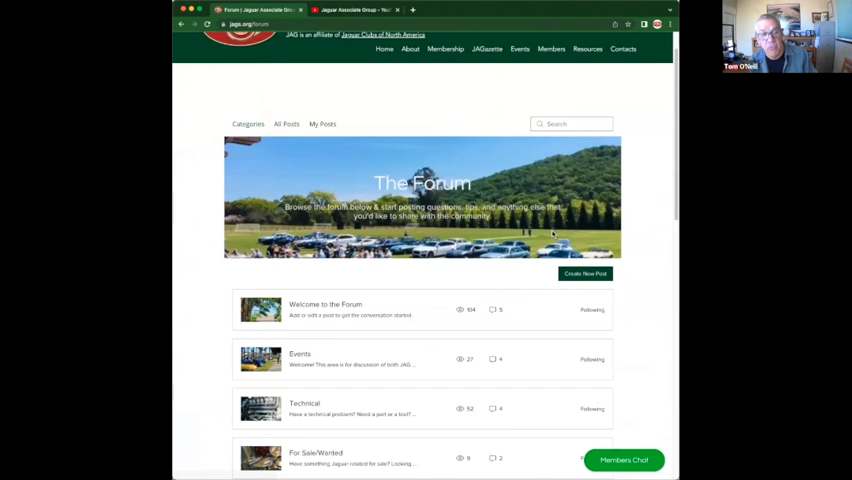 Forum | Jaguar Associate Group
Jaguar Associate Group - You
jags.org/forum
JAG is an affiliate of Jaguar Clubs of North America
Home About Membership JAGazette Events Members Resources Contacts
Tom O'Neill
Categories All Posts My Posts
Search
The Forum
Browse the forum below & start posting questions, tips, and anything else that
you'd like to share with the community.
Create New Post
Welcome to the Forum
Add or edit a post to get the conversation started.
104 5 Following
Events
Welcome! This area is for discussion of both JAG ...
27 4 Following
Technical
Have a technical problem? Need a part or a tool? ...
52 4 Following
For Sale/Wanted
Have something Jaguar related for sale? Looking ...
9 2 F
Members Chat